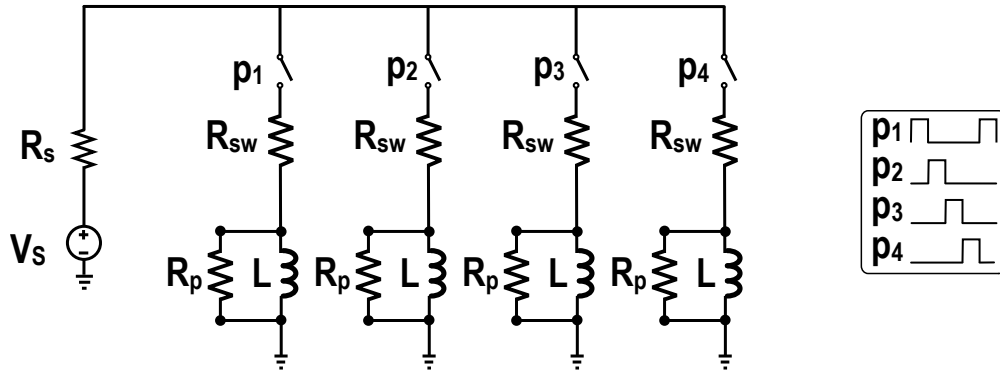 p1 p2 p3 p4
Rsw Rsw Rsw Rsw
Rs
VS
Rp L Rp L Rp L Rp L
p1
p2
p3
p4